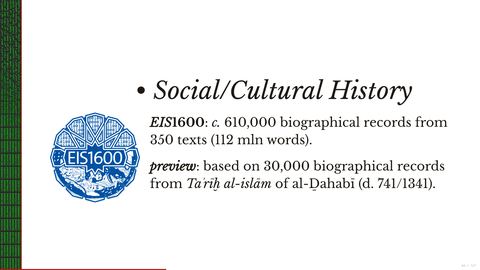 • Social/Cultural History
EIS1600: c. 610,000 biographical records from
350 texts (112 mln words).
EIS1600
preview: based on 30,000 biographical records
from Taʾrīḫ al-islām of al-Ḏahabī (d. 741/1341).